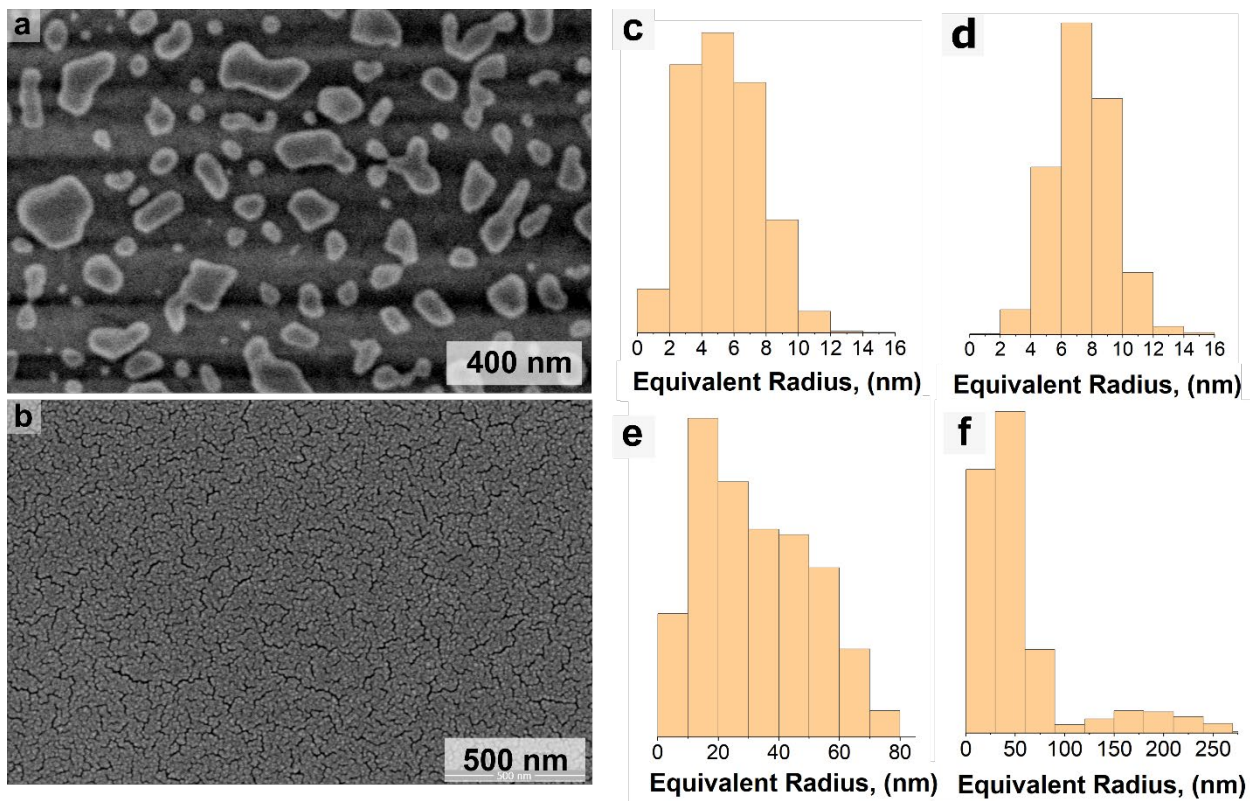 a
400 nm
b
500 nm
500 nm
c
0 2 4 6 8 10 12 14 16
Equivalent Radius, (nm)
d
0 2 4 6 8 10 12 14 16
Equivalent Radius, (nm)
e
0 20 40 60 80
Equivalent Radius, (nm)
f
0 50 100 150 200 250
Equivalent Radius, (nm)